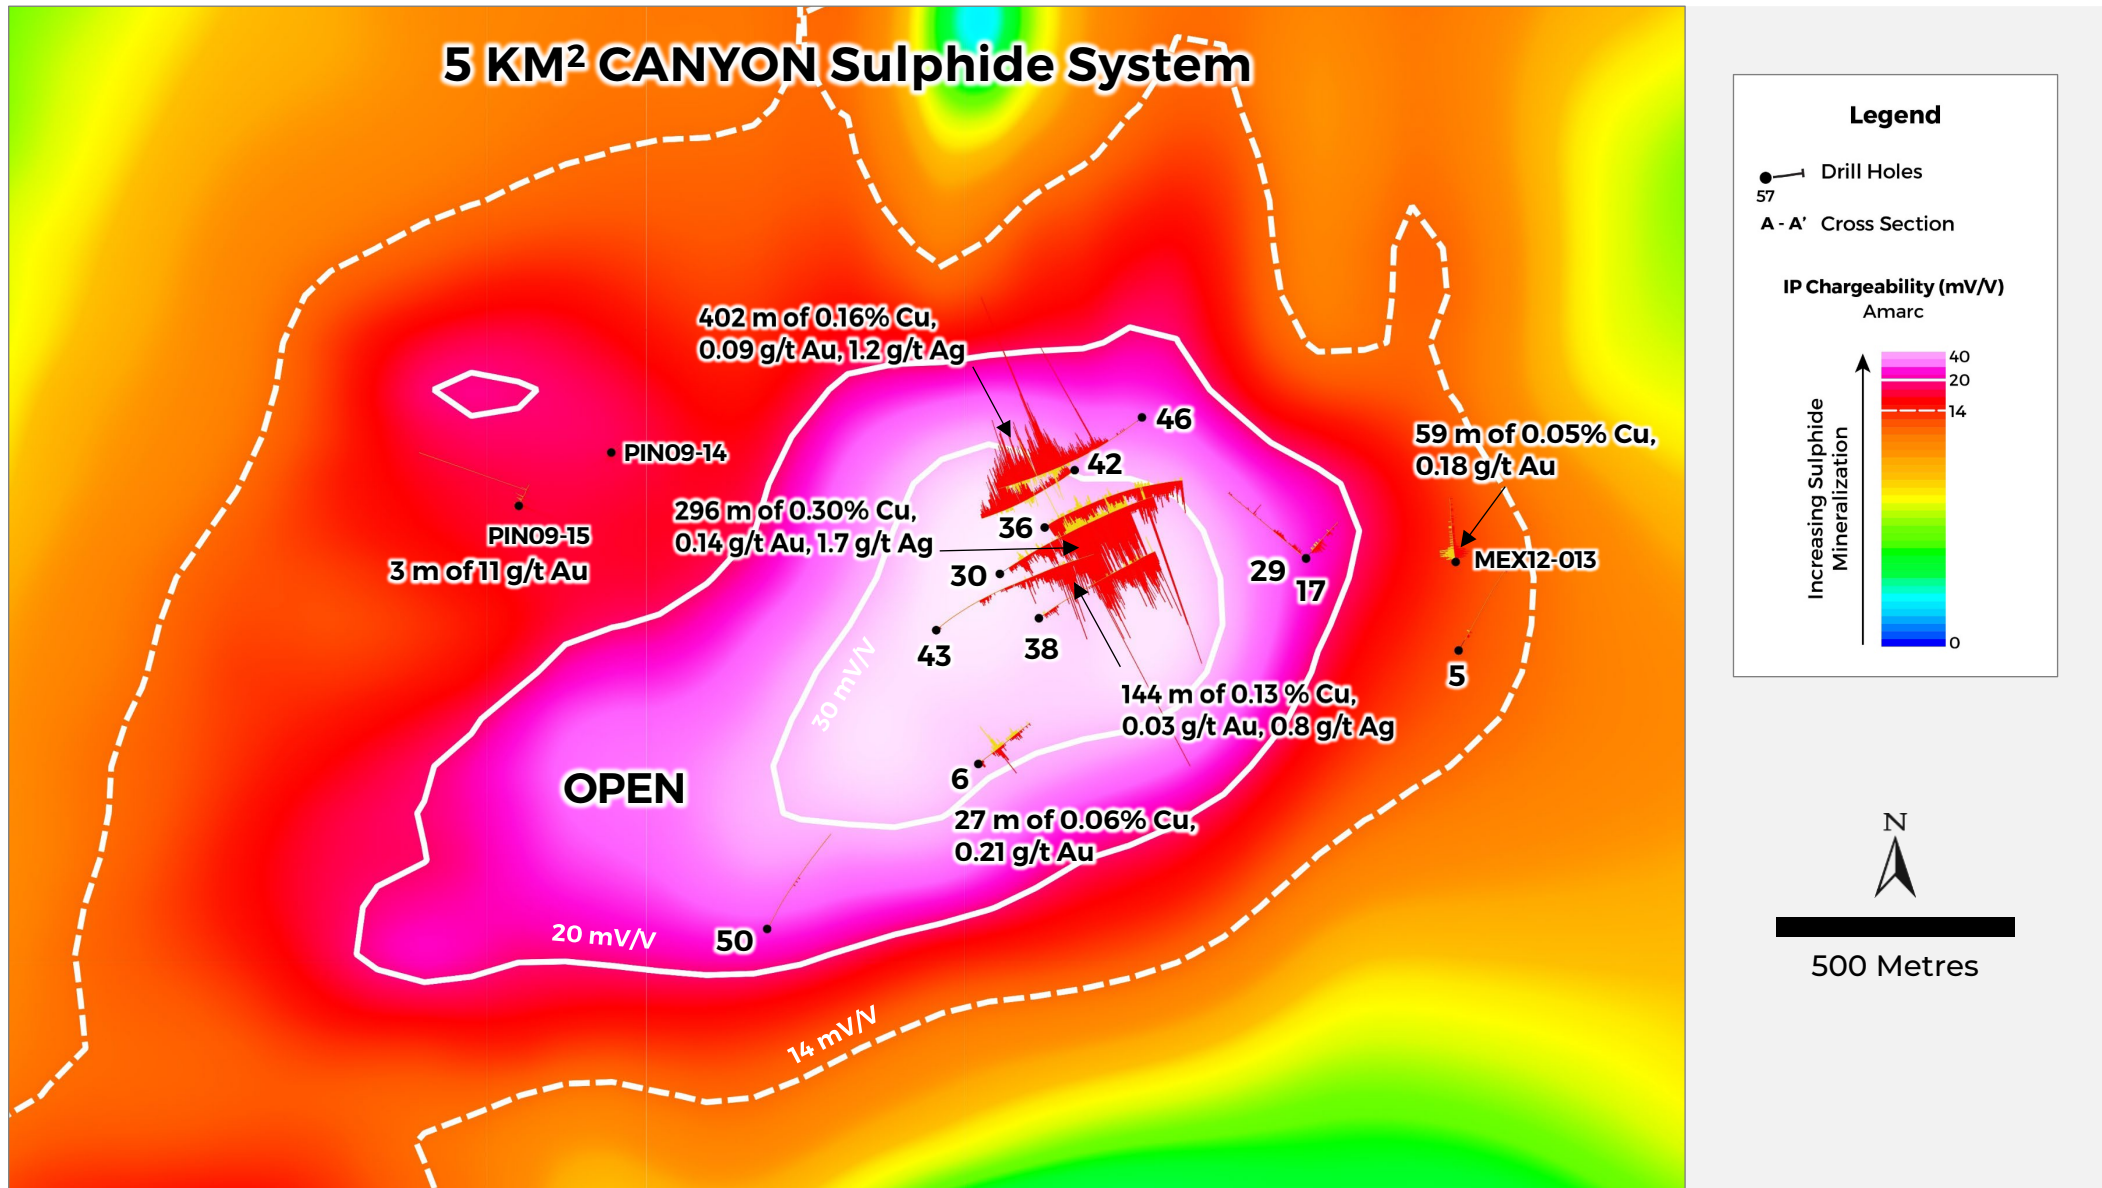 5 KM² CANYON Sulphide System
402 m of 0.16% Cu,
0.09 g/t Au, 1.2 g/t Ag
46
42
59 m of 0.05% Cu,
0.18 g/t Au
PIN09-14
PIN09-15
3 m of 11 g/t Au
296 m of 0.30% Cu,
0.14 g/t Au, 1.7 g/t Ag
36
30
29
17
MEX12-013
43
38
5
30 mV/V
144 m of 0.13 % Cu,
0.03 g/t Au, 0.8 g/t Ag
6
OPEN
27 m of 0.06% Cu,
0.21 g/t Au
50
20 mV/V
14 mV/V
Legend
57
Drill Holes
A - A' Cross Section
IP Chargeability (mV/V)
Amarc
Increasing Sulphide
Mineralization
40
20
14
0
N
500 Metres